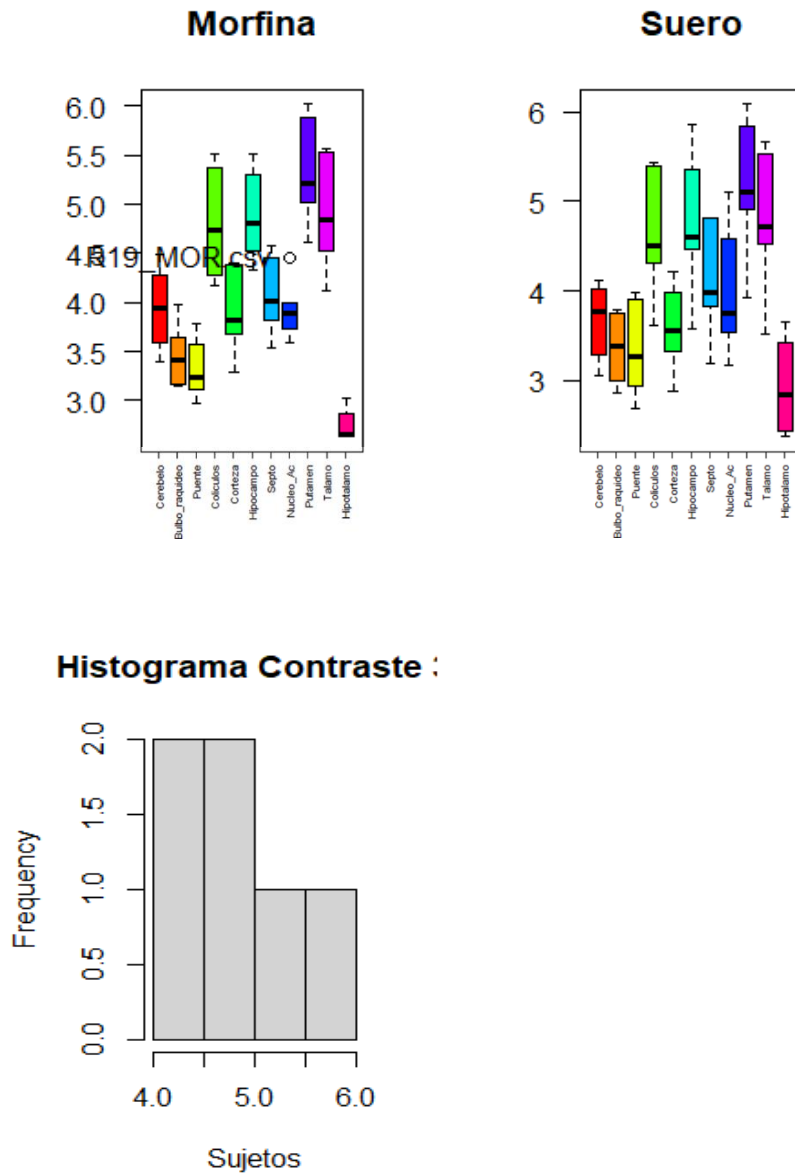 Morfina
6.0
5.5
5.0
4.5
4.0
3.5
3.0
R19_MOR.csv
Cerebelo
Bulbo_raquideo
Puente
Coliculos
Corteza
Hipocampo
Septo
Nucleo_Ac
Putamen
Talamo
Hipotalamo
Suero
6
5
4
3
Cerebelo
Bulbo_raquideo
Puente
Coliculos
Corteza
Hipocampo
Septo
Nucleo_Ac
Putamen
Talamo
Hipotalamo
Histograma Contraste
Frequency
2.0
1.5
1.0
0.5
0.0
4.0 5.0 6.0
Sujetos